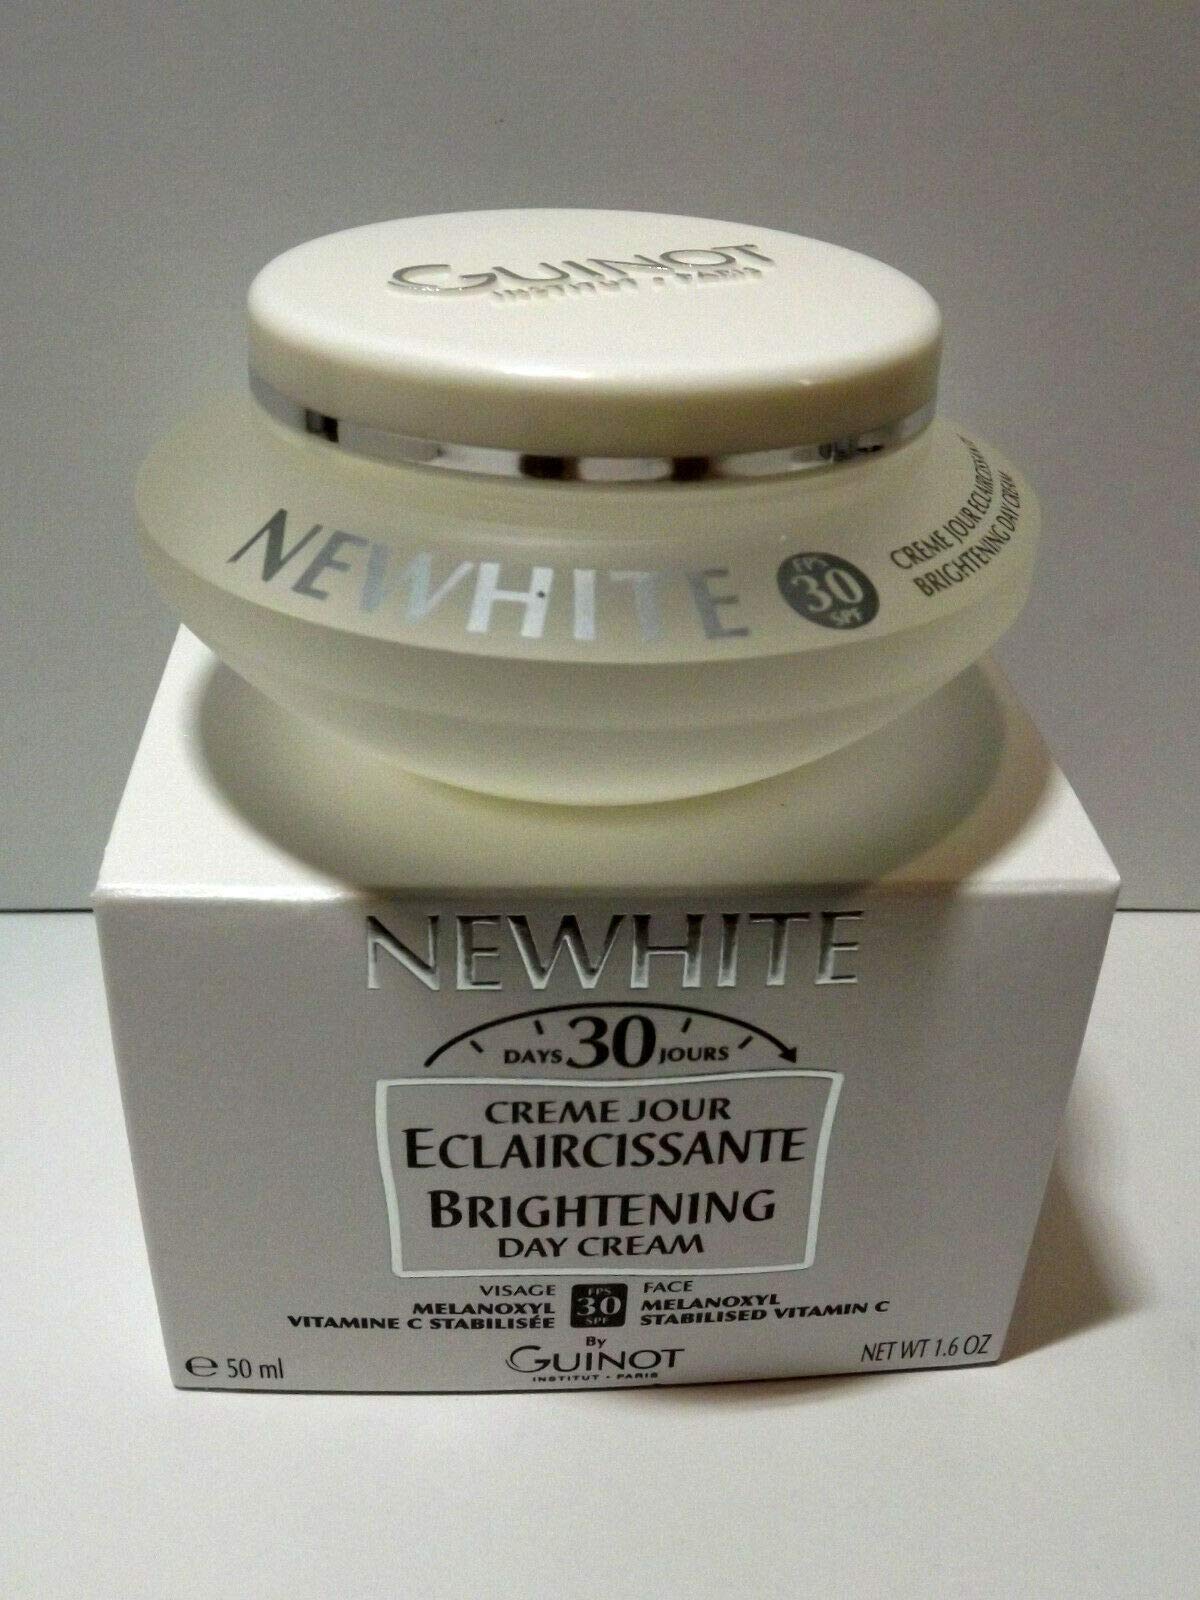 GUINOT
INSTITUT • PARIS
NEWHITE
FPS
30
SPF
CREME JOUR ECLAIRCISSANTE
BRIGHTENING DAY CREAM
NEWHITE
DAYS 30 JOURS
CREME JOUR
ECLAIRCISSANTE
BRIGHTENING
DAY CREAM
VISAGE
MELANOXYL
VITAMINE C STABILISÉE
FPS
30
SPF
FACE
MELANOXYL
STABILISED VITAMIN C
By
GUINOT
INSTITUT • PARIS
e 50 ml
NET WT 1.6 OZ